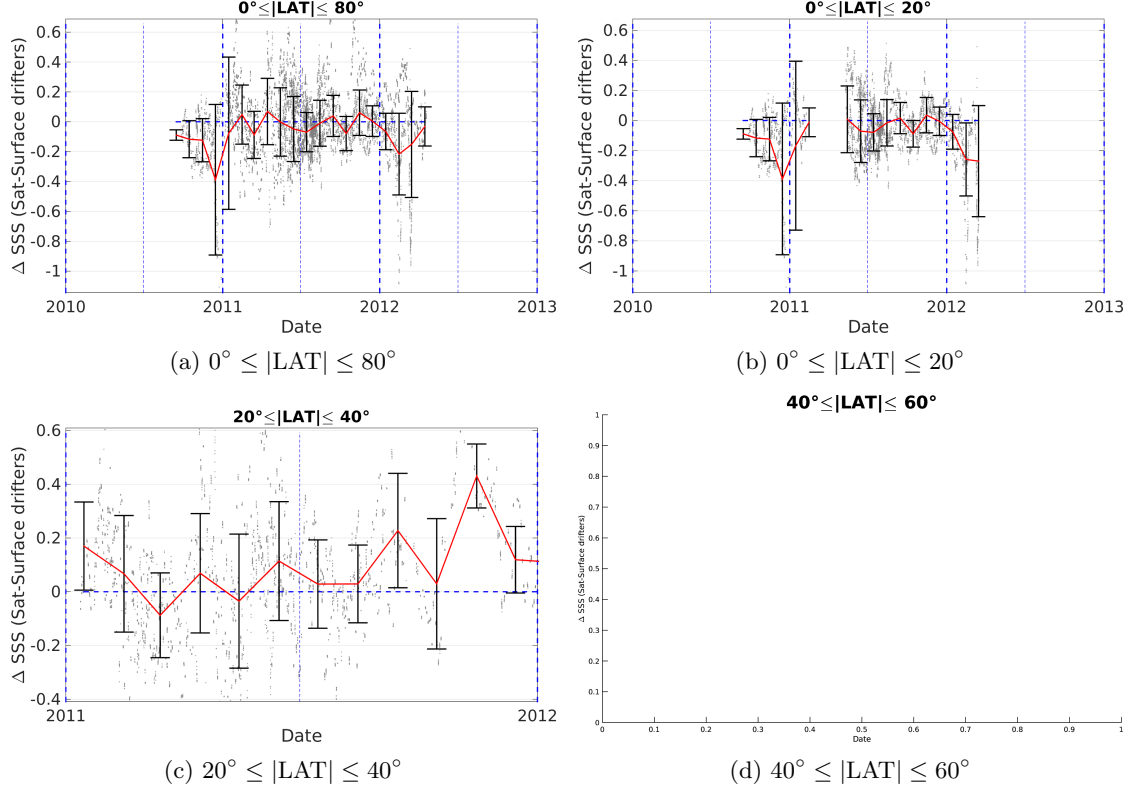 0°≤|LAT|≤ 80°
Δ SSS (Sat-Surface drifters)
0.6
0.4
0.2
0
-0.2
-0.4
-0.6
-0.8
-1
2010 2011 2012 2013
Date
(a) 0° ≤ |LAT| ≤ 80°
0°≤|LAT|≤ 20°
Δ SSS (Sat-Surface drifters)
0.6
0.4
0.2
0
-0.2
-0.4
-0.6
-0.8
-1
2010 2011 2012 2013
Date
(b) 0° ≤ |LAT| ≤ 20°
20°≤|LAT|≤ 40°
Δ SSS (Sat-Surface drifters)
0.6
0.4
0.2
0
-0.2
-0.4
2011 2012
Date
(c) 20° ≤ |LAT| ≤ 40°
40°≤|LAT|≤ 60°
Δ SSS (Sat-Surface drifters)
1
0.9
0.8
0.7
0.6
0.5
0.4
0.3
0.2
0.1
0
0 0.1 0.2 0.3 0.4 0.5 0.6 0.7 0.8 0.9 1
Date
(d) 40° ≤ |LAT| ≤ 60°